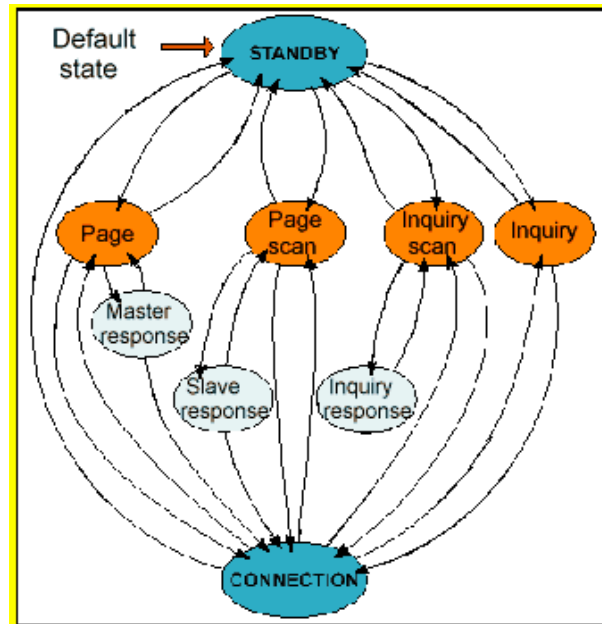 Default
state
STANDBY
Page
Page
scan
Inquiry
scan
Inquiry
Master
response
Slave
response
Inquiry
response
CONNECTION